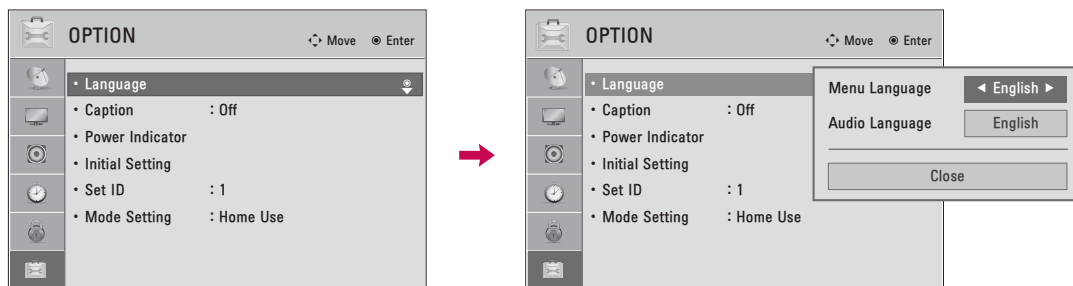 OPTION
Move Enter
• Language
• Caption : Off
• Power Indicator
• Initial Setting
• Set ID : 1
• Mode Setting : Home Use
OPTION
Move Enter
• Language
• Caption : Off
• Power Indicator
• Initial Setting
• Set ID : 1
• Mode Setting : Home Use
Menu Language ◄ English ►
Audio Language English
Close